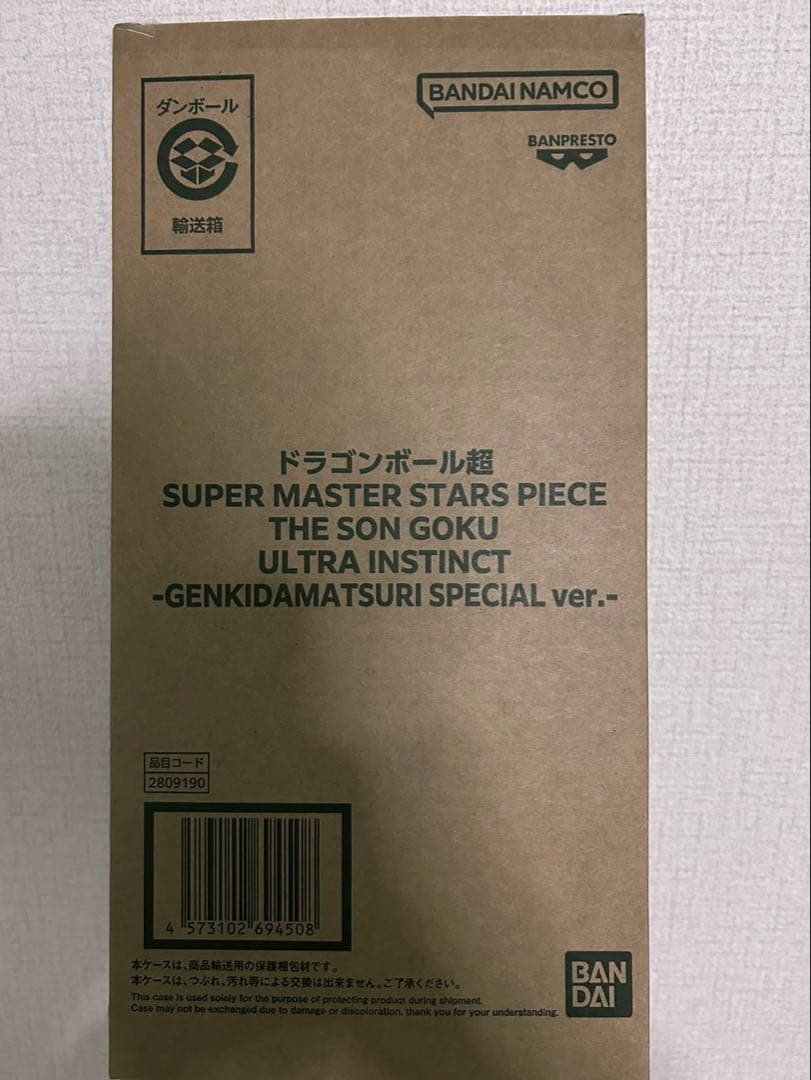 ダンボール
輸送箱
BANDAI NAMCO
BANPRESTO
ドラゴンボール超
SUPER MASTER STARS PIECE
THE SON GOKU
ULTRA INSTINCT
-GENKIDAMATSURI SPECIAL ver.-
品目コード
2809190
4 573102 694508
本ケースは、商品輸送用の保護梱包材です。
本ケースは、つぶれ、汚れ等による交換は出来ません。ご了承ください。
This case is used solely for the purpose of protecting product during shipment.
Case may not be exchanged due to damage or discoloration, thank you for your understanding.
BAN
DAI